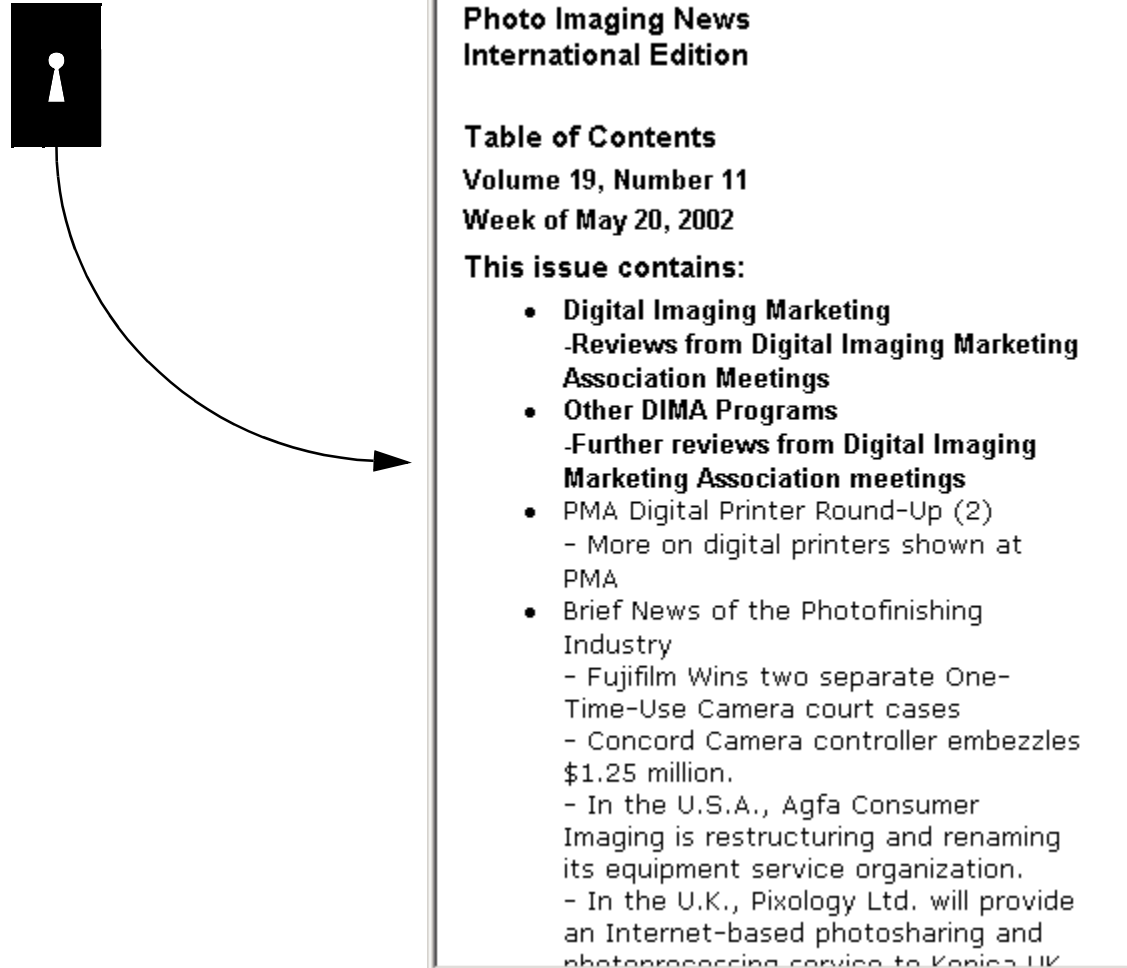 Photo Imaging News
International Edition
Table of Contents
Volume 19, Number 11
Week of May 20, 2002
This issue contains:
• Digital Imaging Marketing
-Reviews from Digital Imaging Marketing
Association Meetings
• Other DIMA Programs
-Further reviews from Digital Imaging
Marketing Association meetings
• PMA Digital Printer Round-Up (2)
- More on digital printers shown at
PMA
• Brief News of the Photofinishing
Industry
- Fujifilm Wins two separate One-
Time-Use Camera court cases
- Concord Camera controller embezzles
$1.25 million.
- In the U.S.A., Agfa Consumer
Imaging is restructuring and renaming
its equipment service organization.
- In the U.K., Pixology Ltd. will provide
an Internet-based photosharing and
photoprocessing service to Konica UK